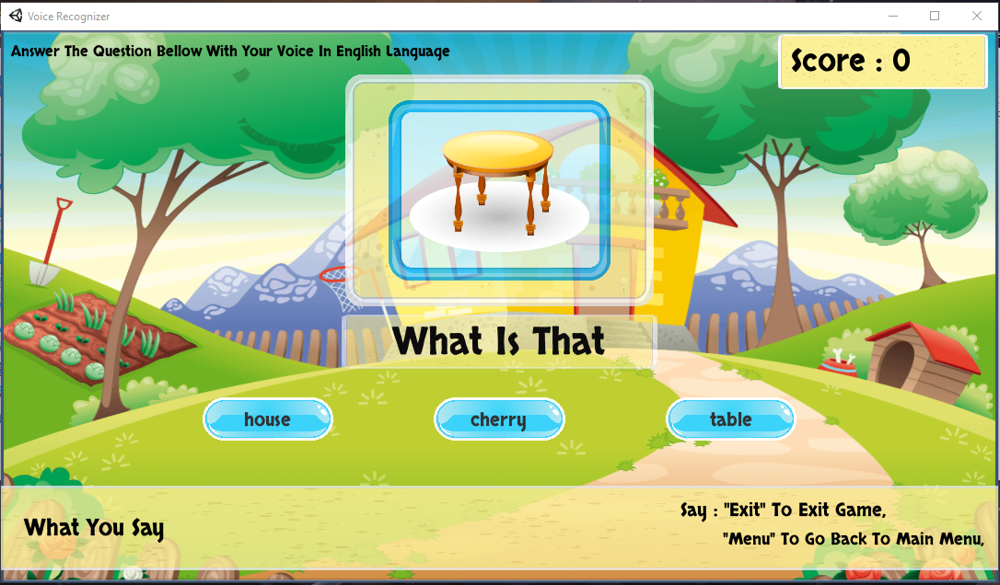 Voice Recognizer
Answer The Question Bellow With Your Voice In English Language
Score : 0
What Is That
house
cherry
table
What You Say
Say : "Exit" To Exit Game,
"Menu" To Go Back To Main Menu,